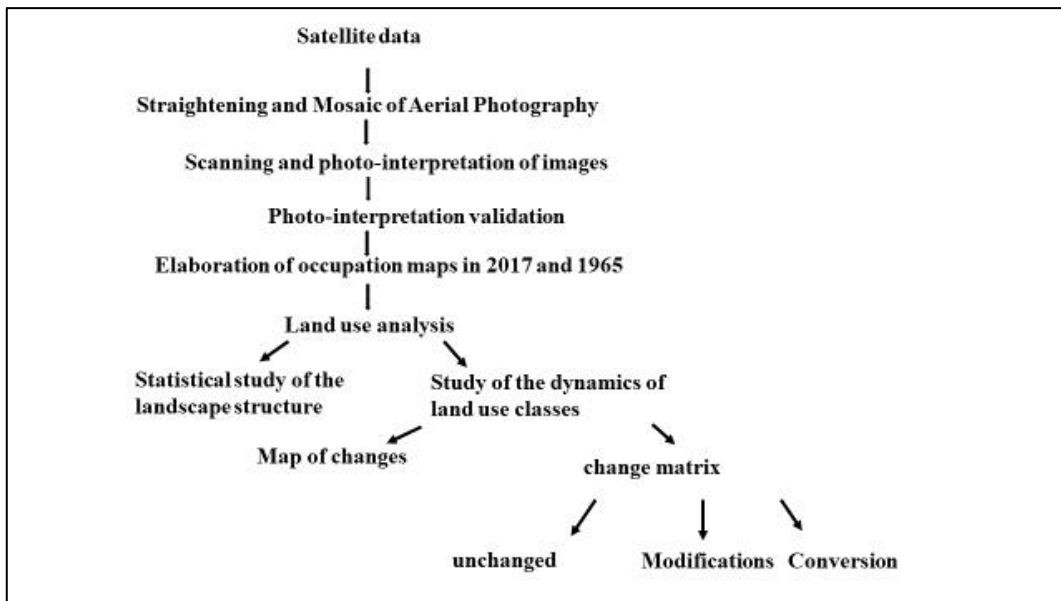 Satellite data
Straightening and Mosaic of Aerial Photography
Scanning and photo-interpretation of images
Photo-interpretation validation
Elaboration of occupation maps in 2017 and 1965
Land use analysis
Statistical study of the
landscape structure
Study of the dynamics of
land use classes
Map of changes
change matrix
unchanged
Modifications
Conversion